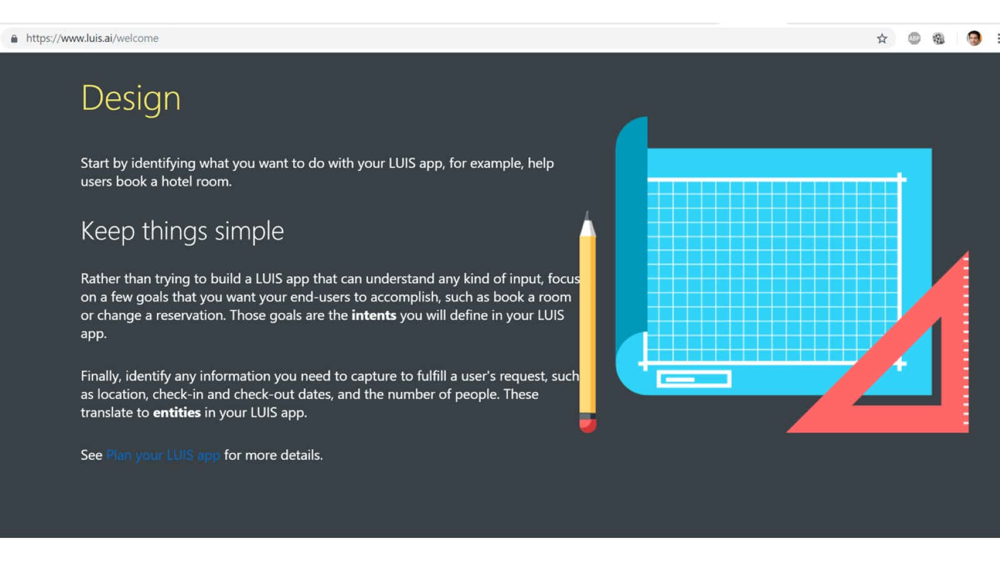 https://www.luis.ai/welcome
ABP
Design
Start by identifying what you want to do with your LUIS app, for example, help
users book a hotel room.
Keep things simple
Rather than trying to build a LUIS app that can understand any kind of input, focus
on a few goals that you want your end-users to accomplish, such as book a room
or change a reservation. Those goals are the intents you will define in your LUIS
app.
Finally, identify any information you need to capture to fulfill a user's request, such
as location, check-in and check-out dates, and the number of people. These
translate to entities in your LUIS app.
See Plan your LUIS app for more details.